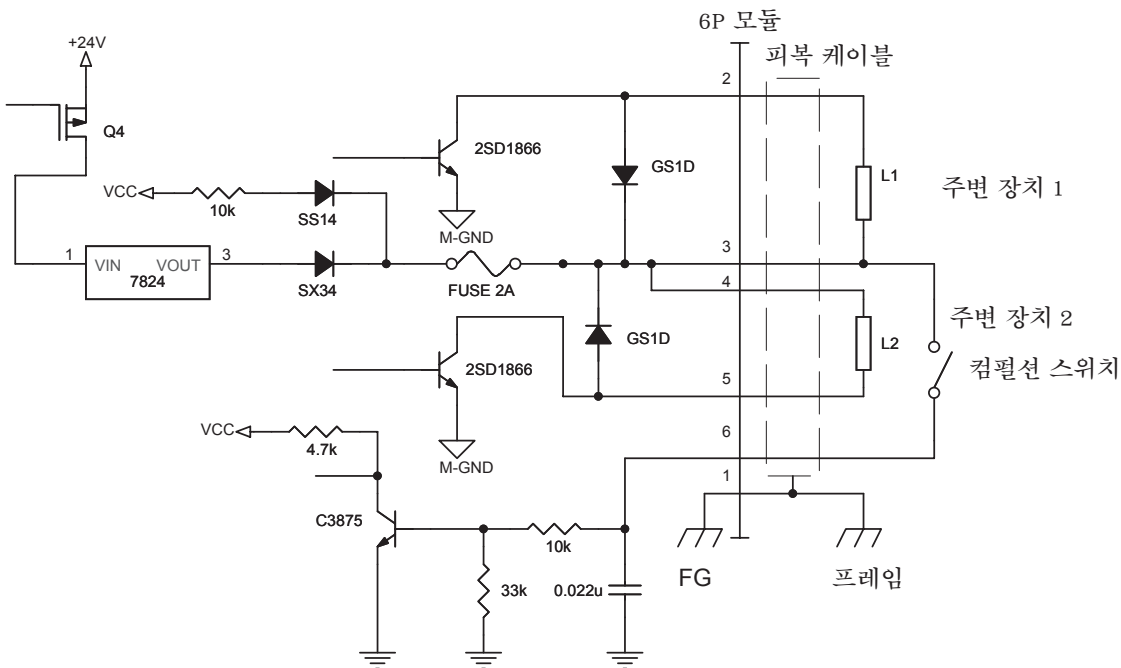 6P 모듈
+24V
피복 케이블
2
Q4
2SD1866
GS1D
L1
주변 장치 1
VCC
10k
SS14
M-GND
1
VIN
VOUT
3
7824
SX34
FUSE 2A
3
4
GS1D
주변 장치 2
L2
컴펄션 스위치
2SD1866
5
VCC
4.7k
M-GND
6
1
C3875
10k
33k
0.022u
FG
프레임